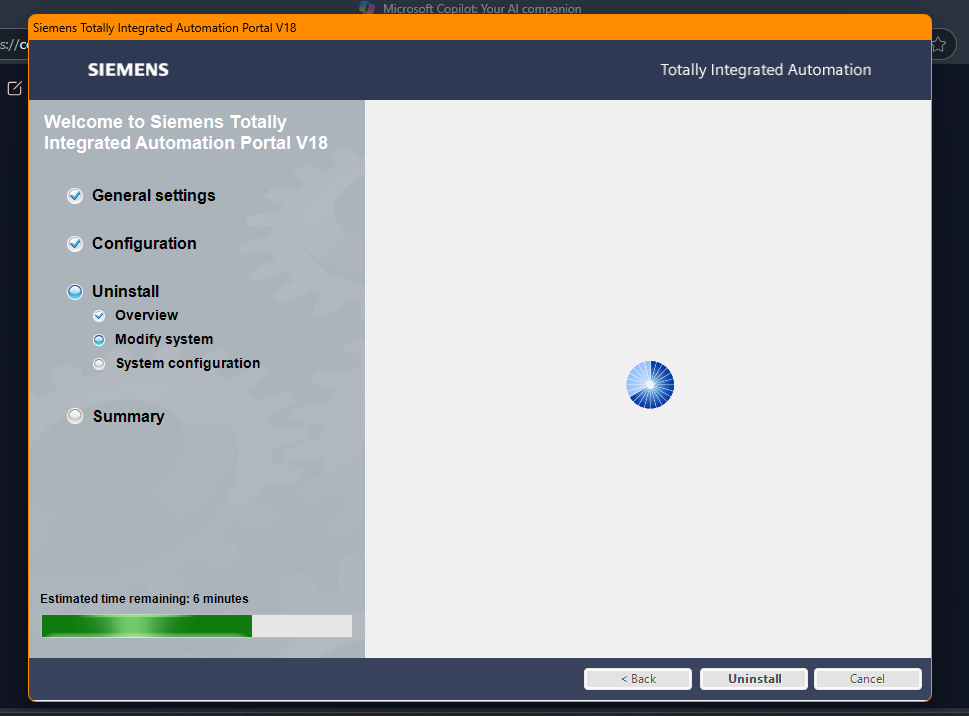 Microsoft Copilot: Your AI companion
Siemens Totally Integrated Automation Portal V18
s://c
SIEMENS
Totally Integrated Automation
Welcome to Siemens Totally
Integrated Automation Portal V18
General settings
Configuration
Uninstall
Overview
Modify system
System configuration
Summary
Estimated time remaining: 6 minutes
< Back
Uninstall
Cancel